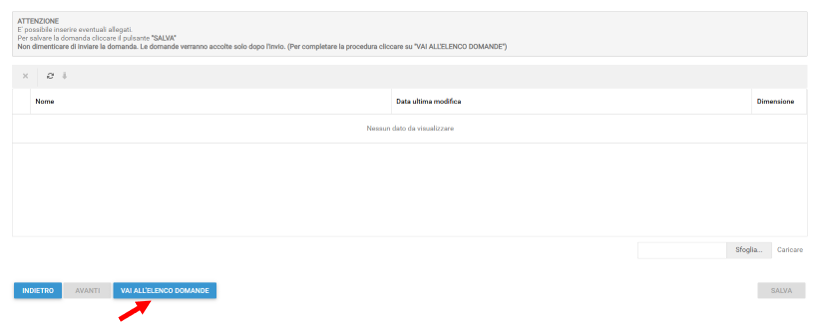 ATTENZIONE
E' possibile inserire eventuali allegati.
Per salvare la domanda cliccare il pulsante "SALVA"
Non dimenticare di inviare la domanda. Le domande verranno accolte solo dopo l'invio. (Per completare la procedura cliccare su "VAI ALL'ELENCO DOMANDE")
Nome Data ultima modifica Dimensione
Nessun dato da visualizzare
Sfoglia... Caricare
INDIETRO AVANTI VAI ALL'ELENCO DOMANDE SALVA